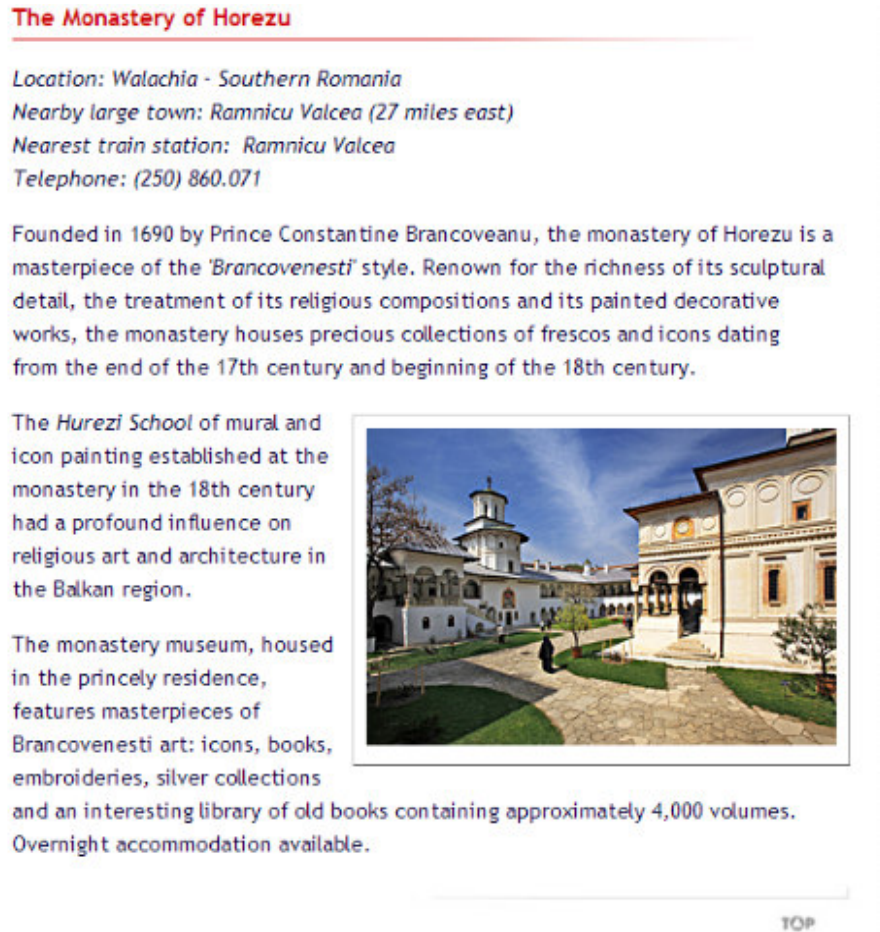 The Monastery of Horezu
Location: Walachia - Southern Romania
Nearby large town: Ramnicu Valcea (27 miles east)
Nearest train station:  Ramnicu Valcea
Telephone: (250) 860.071
Founded in 1690 by Prince Constantine Brancoveanu, the monastery of Horezu is a
masterpiece of the 'Brancovenesti' style. Renown for the richness of its sculptural
detail, the treatment of its religious compositions and its painted decorative
works, the monastery houses precious collections of frescos and icons dating
from the end of the 17th century and beginning of the 18th century.
The Hurezi School of mural and
icon painting established at the
monastery in the 18th century
had a profound influence on
religious art and architecture in
the Balkan region.
The monastery museum, housed
in the princely residence,
features masterpieces of
Brancovenesti art: icons, books,
embroideries, silver collections
and an interesting library of old books containing approximately 4,000 volumes.
Overnight accommodation available.
TOP